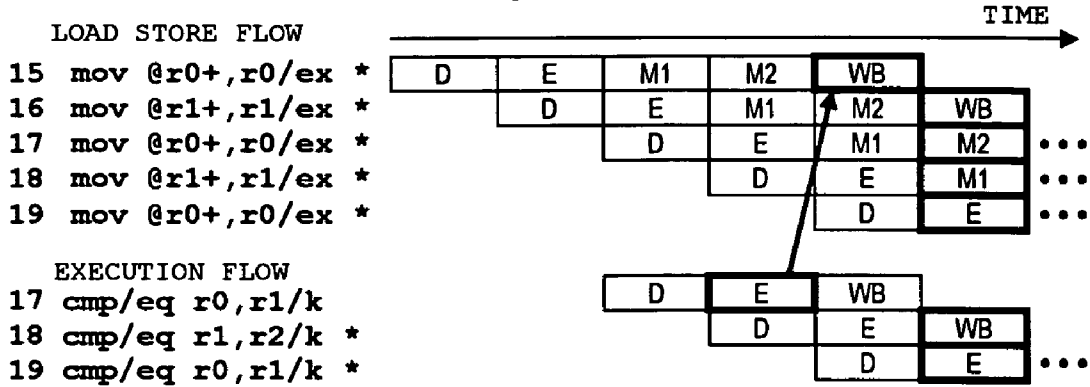 TIME
LOAD STORE FLOW
15 mov @r0+,r0/ex * D E M1 M2 WB
16 mov @r1+,r1/ex * D E M1 M2 WB
17 mov @r0+,r0/ex * D E M1 M2 •••
18 mov @r1+,r1/ex * D E M1 •••
19 mov @r0+,r0/ex * D E •••
EXECUTION FLOW
17 cmp/eq r0,r1/k D E WB
18 cmp/eq r1,r2/k * D E WB
19 cmp/eq r0,r1/k * D E •••